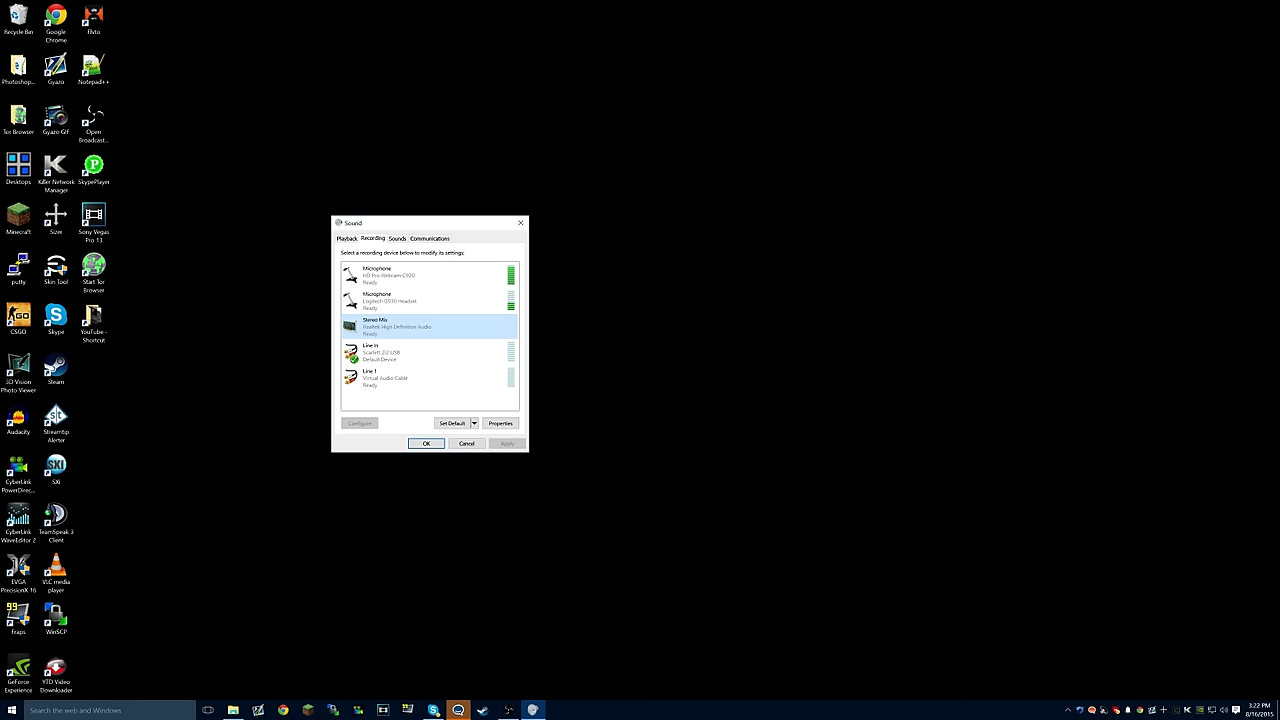 Recycle Bin
Google
Chrome
flvto
Photoshop...
Gyazo
Notepad++
Tor Browser
Gyazo GIF
Open
Broadcast...
Desktops
Killer Network
Manager
SkypePlayer
Minecraft
Sizer
Sony Vegas
Pro 13
putty
Skin Tool
Start Tor
Browser
CSGO
Skype
YouTube -
Shortcut
3D Vision
Photo Viewer
Steam
Audacity
Streamtip
Alerter
CyberLink
PowerDirec...
SXi
CyberLink
WaveEditor 2
TeamSpeak 3
Client
EVGA
PrecisionX 16
VLC media
player
99
Fraps
WinSCP
GeForce
Experience
YTD Video
Downloader
Sound
Playback Recording Sounds Communications
Select a recording device below to modify its settings:
Microphone
HD Pro Webcam C920
Ready
Microphone
Logitech G930 Headset
Ready
Stereo Mix
Realtek High Definition Audio
Ready
Line In
Scarlett 2i2 USB
Default Device
Line 1
Virtual Audio Cable
Ready
Configure Set Default Properties
OK Cancel Apply
Search the web and Windows
3:22 PM
8/16/2015